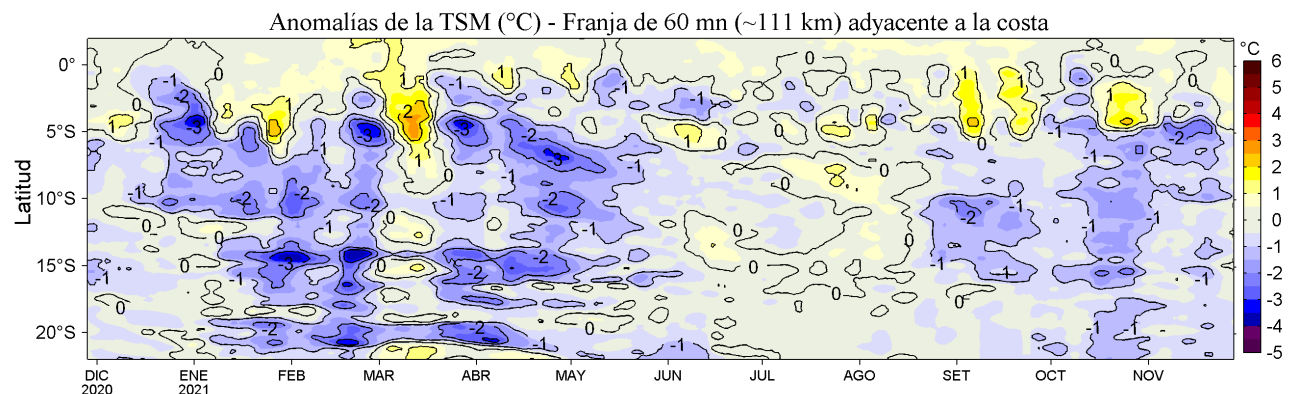 Anomalías de la TSM (°C) - Franja de 60 mn (~111 km) adyacente a la costa
°C
6
5
4
3
2
1
0
-1
-2
-3
-4
-5
Latitud
0°
5°S
10°S
15°S
20°S
DIC ENE FEB MAR ABR MAY JUN JUL AGO SET OCT NOV
2020 2021